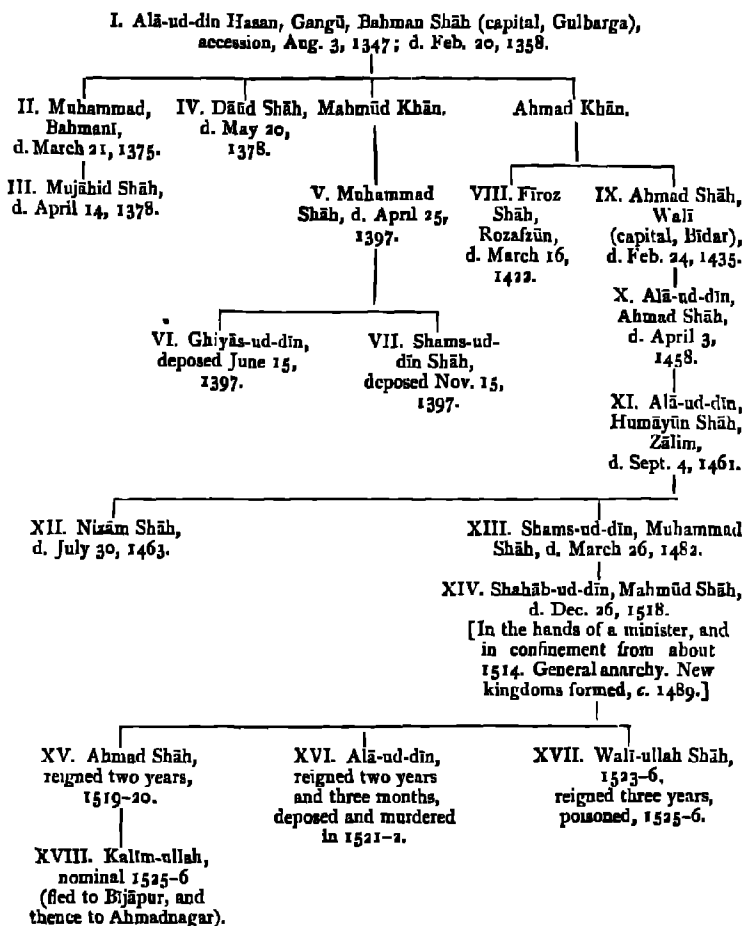 I. Alā-ud-dīn Hasan, Gangū, Bahman Shāh (capital, Gulbarga),
accession, Aug. 3, 1347; d. Feb. 20, 1358.
II. Muhammad,
Bahmanī,
d. March 21, 1375.
III. Mujāhid Shāh,
d. April 14, 1378.
IV. Dāūd Shāh,
d. May 20,
1378.
Mahmūd Khān.
Ahmad Khān.
V. Muhammad
Shāh, d. April 25,
1397.
VIII. Fīroz
Shāh,
Rozafzūn,
d. March 16,
1422.
IX. Ahmad Shāh,
Walī
(capital, Bīdar),
d. Feb. 24, 1435.
X. Alā-ud-dīn,
Ahmad Shāh,
d. April 3,
1458.
VI. Ghiyās-ud-dīn,
deposed June 15,
1397.
VII. Shams-ud-
dīn Shāh,
deposed Nov. 15,
1397.
XI. Alā-ud-dīn,
Humāyūn Shāh,
Zālim,
d. Sept. 4, 1461.
XII. Nizām Shāh,
d. July 30, 1463.
XIII. Shams-ud-dīn, Muhammad
Shāh, d. March 26, 1482.
XIV. Shahāb-ud-dīn, Mahmūd Shāh,
d. Dec. 26, 1518.
[In the hands of a minister, and
in confinement from about
1514. General anarchy. New
kingdoms formed, c. 1489.]
XV. Ahmad Shāh,
reigned two years,
1519-20.
XVI. Alā-ud-dīn,
reigned two years
and three months,
deposed and murdered
in 1521-2.
XVII. Walī-ullah Shāh,
1523-6,
reigned three years,
poisoned, 1525-6.
XVIII. Kalīm-ullah,
nominal 1525-6
(fled to Bījāpur, and
thence to Ahmadnagar).